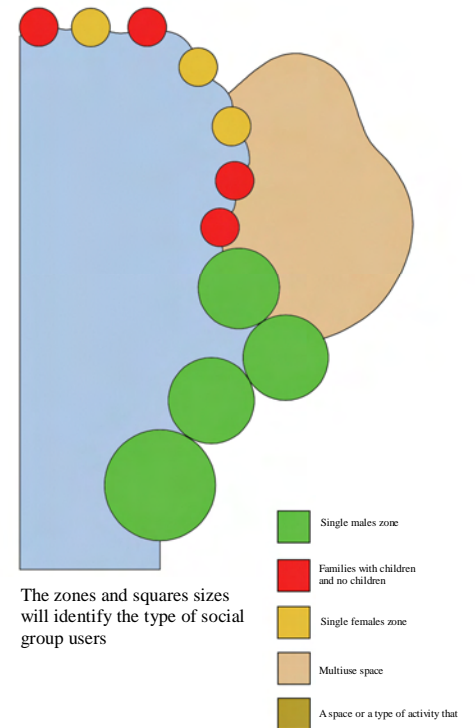 Single males zone
Families with children
and no children
The zones and squares sizes
will identify the type of social
group users
Single females zone
Multiuse space
A space or a type of activity that